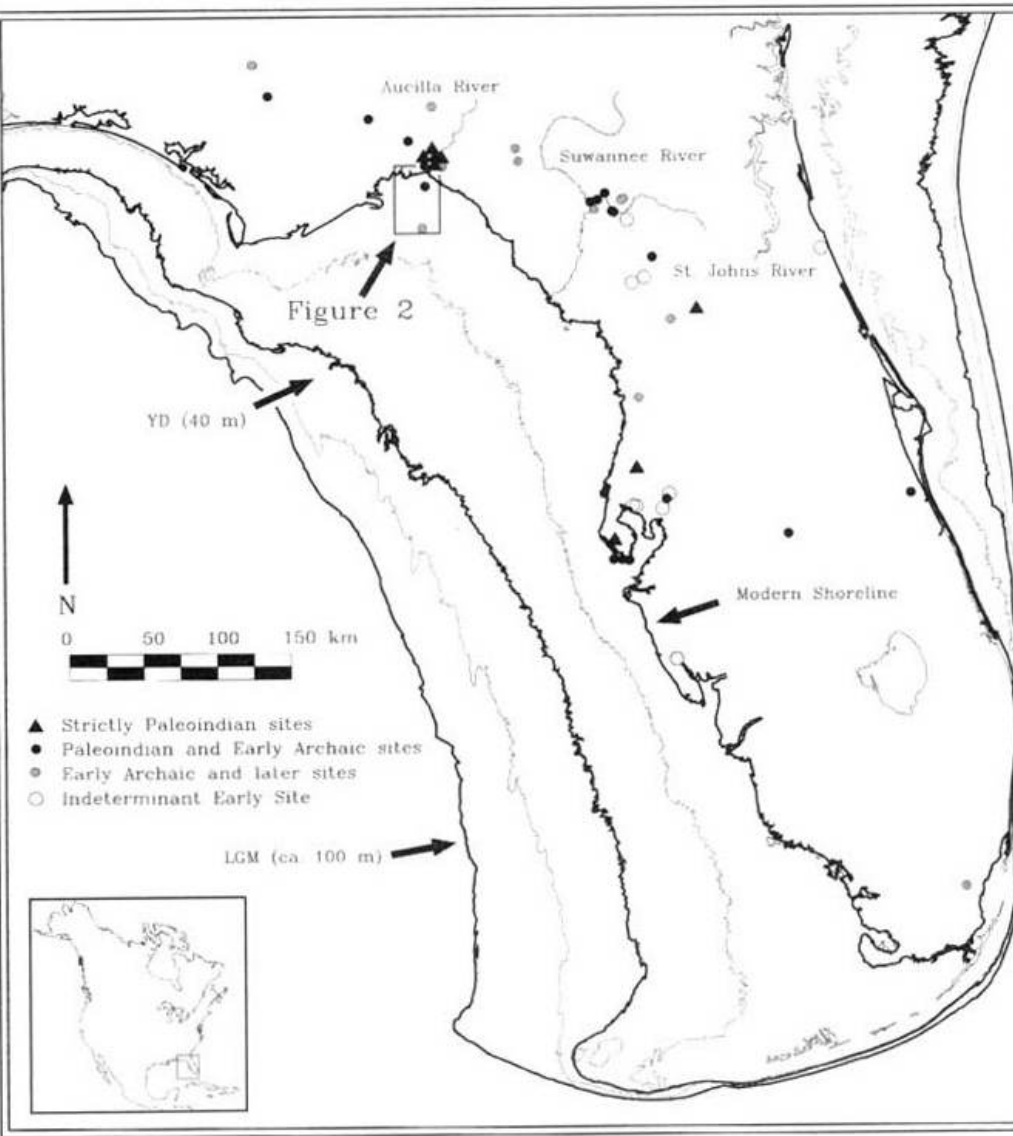 Aucilla River
Suwannee River
St Johns River
Figure 2
YD (40 m)
N
0 50 100 150 km
Modern Shoreline
▲ Strictly Paleoindian sites
● Paleoindian and Early Archaic sites
● Early Archaic and later sites
○ Indeterminant Early Site
LGM (ca. 100 m)